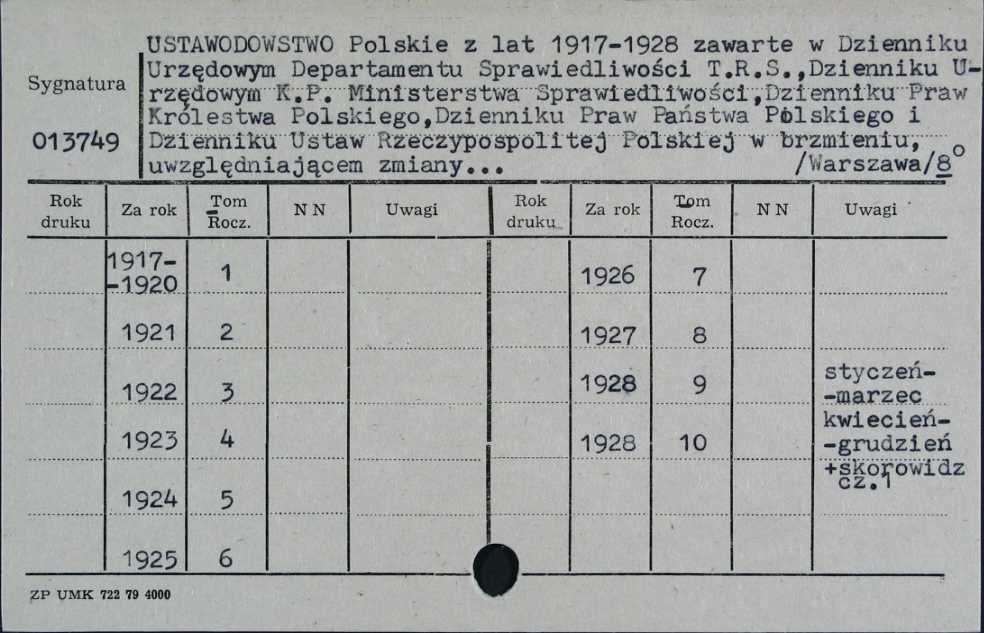 USTAWODOWSTWO Polskie z lat 1917-1928 zawarte w Dzienniku
Urzędowym Departamentu Sprawiedliwości T.R.S.,Dzienniku U-
rzędowym K.P. Ministerstwa Sprawiedliwości,Dzienniku Praw
Królestwa Polskiego,Dzienniku Praw Państwa Polskiego i
Dzienniku Ustaw Rzeczypospolitej Polskiej w brzmieniu,
uwzględniającem zmiany... /Warszawa/8°
Sygnatura
013749
Rok druku Za rok Tom Rocz. N N Uwagi Rok druku Za rok Tom Rocz. N N Uwagi
1917-
-1920 1 1926 7
1921 2 1927 8
1922 3 1928 9 styczeń-
-marzec
1923 4 1928 10 kwiecień-
-grudzień
+skorowidz
cz.1
1924 5
1925 6
ZP UMK 722 79 4000